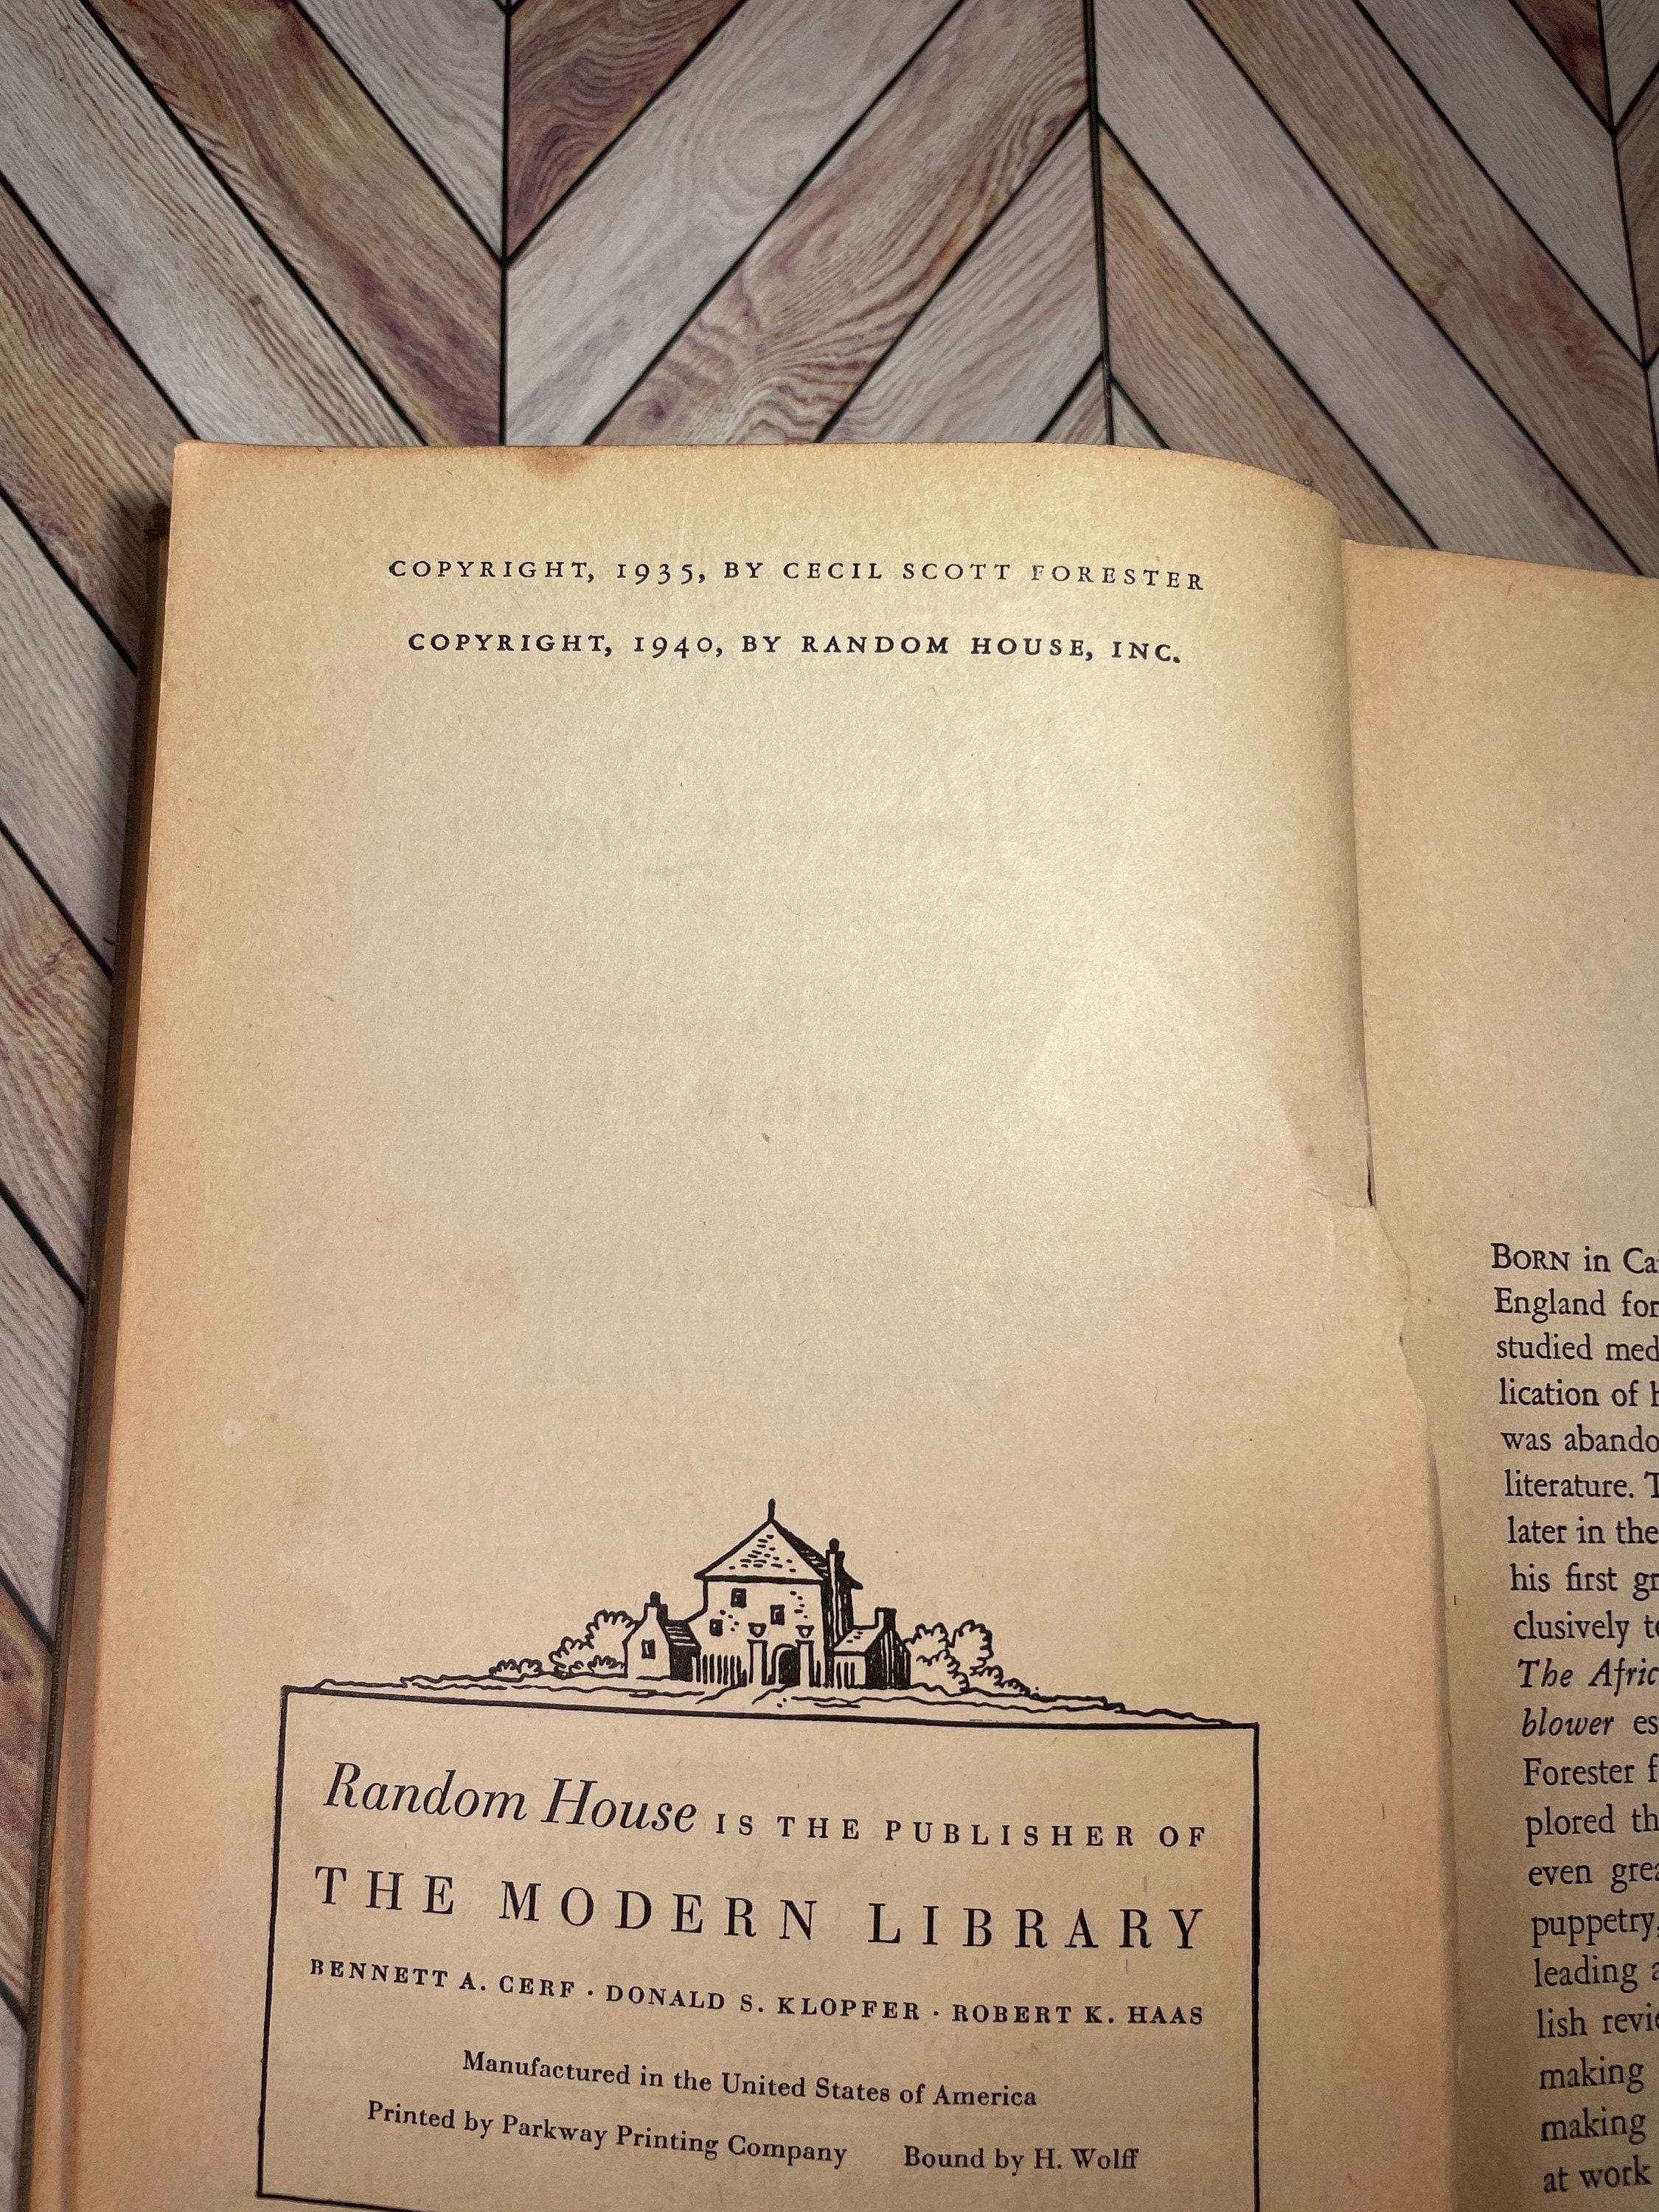 COPYRIGHT, 1935, BY CECIL SCOTT FORESTER
COPYRIGHT, 1940, BY RANDOM HOUSE, INC.
Random House IS THE PUBLISHER OF
THE MODERN LIBRARY
BENNETT A. CERF · DONALD S. KLOPFER · ROBERT K. HAAS
Manufactured in the United States of America
Printed by Parkway Printing Company Bound by H. Wolff
BORN in
England
studied
lication of
was
literature.
later in the
his first
clusively
The
blower
Forester
plored
even
puppetry,
leading
lish
making
making
at work